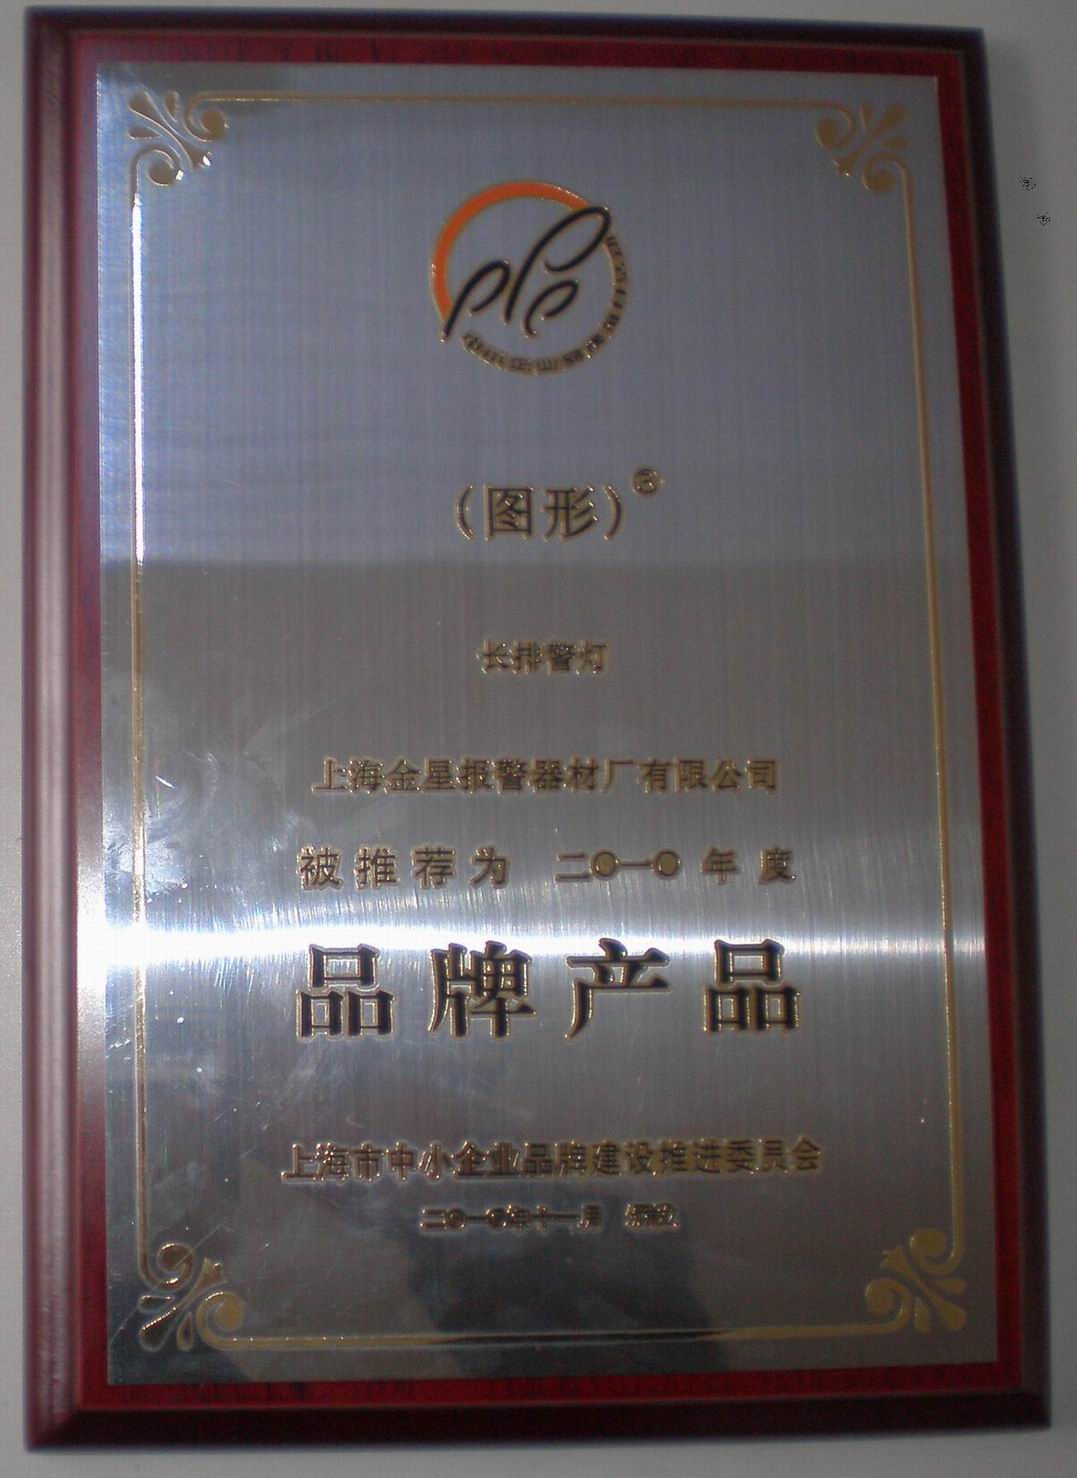 (图形)®
长排警灯
上海金星报警器材厂有限公司
被推荐为 二〇一〇年度
品牌产品
上海市中小企业品牌建设推进委员会
二〇一〇年十一月 颁发